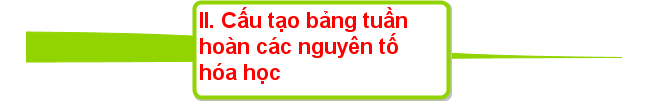 II. Cấu tạo bảng tuần
hoàn các nguyên tố
hóa học